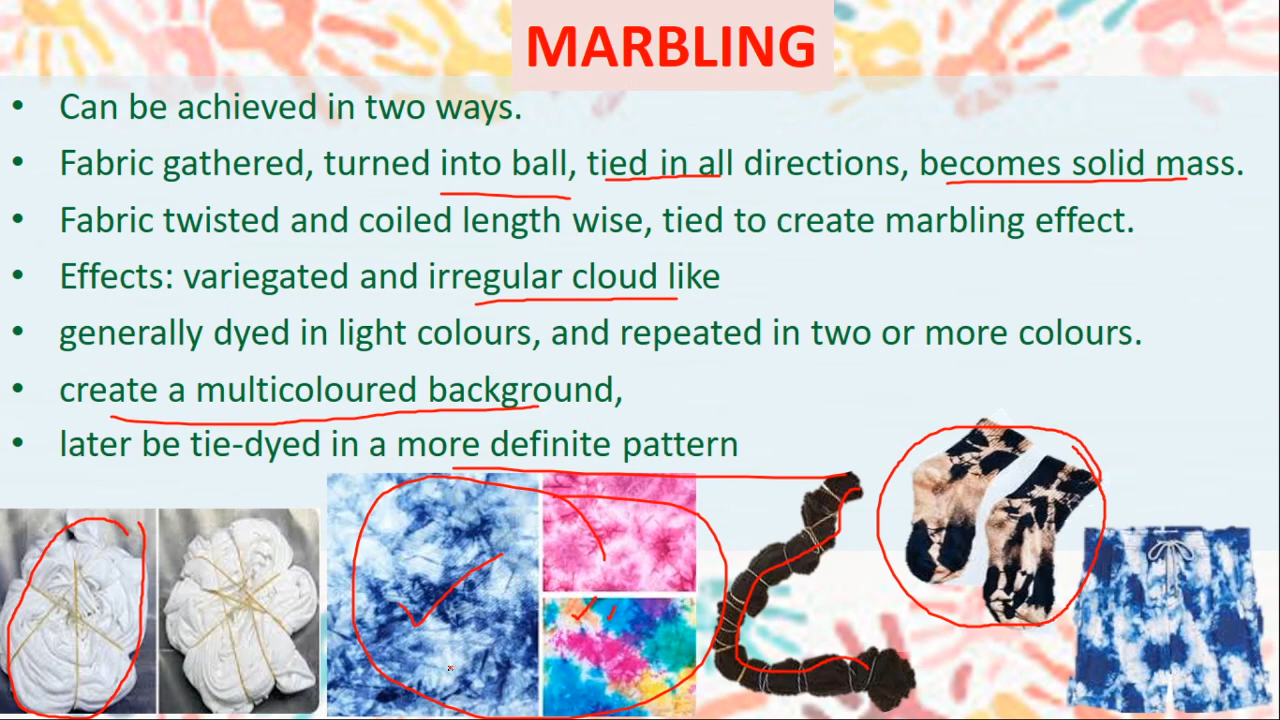 MARBLING
• Can be achieved in two ways.
• Fabric gathered, turned into ball, tied in all directions, becomes solid mass.
• Fabric twisted and coiled length wise, tied to create marbling effect.
• Effects: variegated and irregular cloud like
• generally dyed in light colours, and repeated in two or more colours.
• create a multicoloured background,
• later be tie-dyed in a more definite pattern